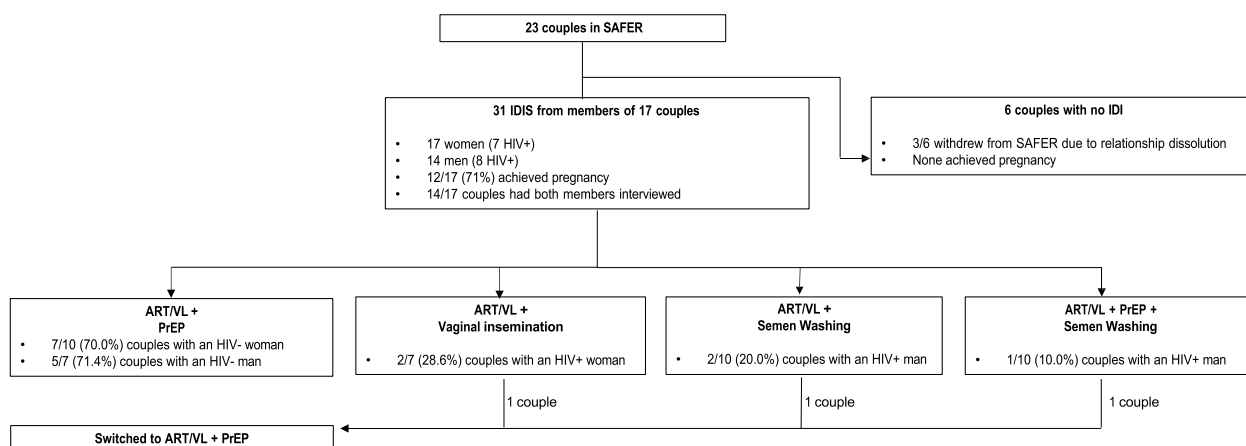 23 couples in SAFER
31 IDIS from members of 17 couples
• 17 women (7 HIV+)
• 14 men (8 HIV+)
• 12/17 (71%) achieved pregnancy
• 14/17 couples had both members interviewed
6 couples with no IDI
• 3/6 withdrew from SAFER due to relationship dissolution
• None achieved pregnancy
ART/VL +
PrEP
• 7/10 (70.0%) couples with an HIV- woman
• 5/7 (71.4%) couples with an HIV- man
ART/VL +
Vaginal insemination
• 2/7 (28.6%) couples with an HIV+ woman
ART/VL +
Semen Washing
• 2/10 (20.0%) couples with an HIV+ man
ART/VL + PrEP +
Semen Washing
• 1/10 (10.0%) couples with an HIV+ man
1 couple
1 couple
1 couple
Switched to ART/VL + PrEP